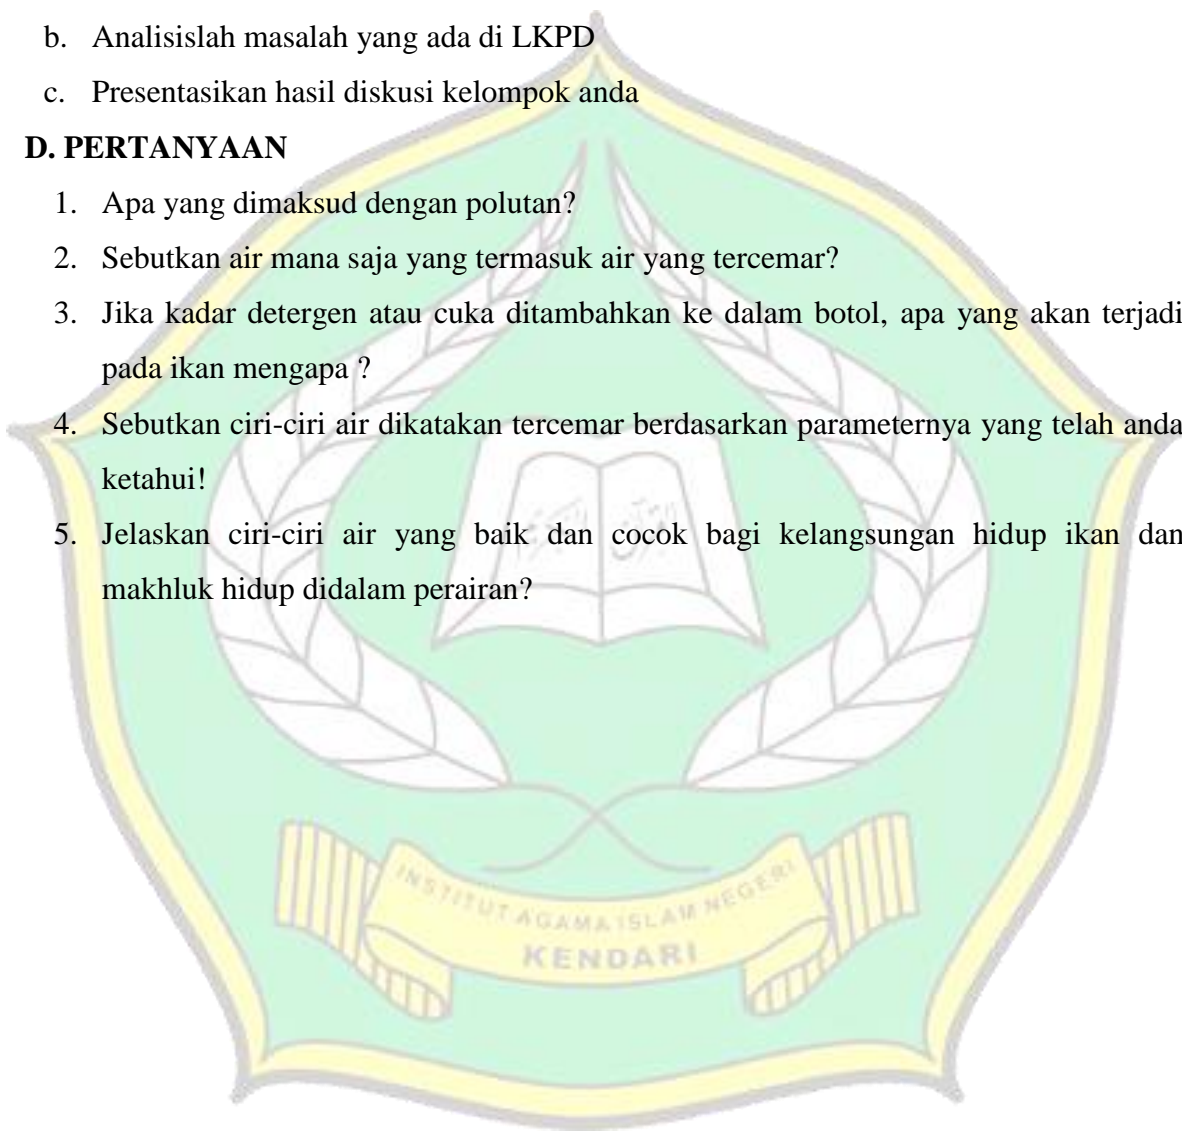 b. Analisislah masalah yang ada di LKPD
c. Presentasikan hasil diskusi kelompok anda
D. PERTANYAAN
1. Apa yang dimaksud dengan polutan?
2. Sebutkan air mana saja yang termasuk air yang tercemar?
3. Jika kadar detergen atau cuka ditambahkan ke dalam botol, apa yang akan terjadi
pada ikan mengapa ?
4. Sebutkan ciri-ciri air dikatakan tercemar berdasarkan parameternya yang telah anda
ketahui!
5. Jelaskan ciri-ciri air yang baik dan cocok bagi kelangsungan hidup ikan dan
makhluk hidup didalam perairan?
INSTITUT AGAMA ISLAM NEGERI
KENDARI